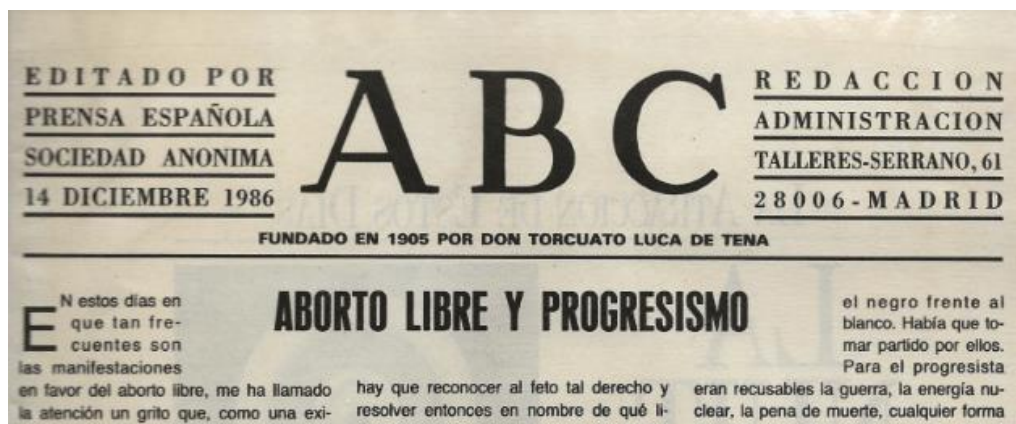 EDITADO POR
PRENSA ESPAÑOLA
SOCIEDAD ANONIMA
14 DICIEMBRE 1986
ABC
REDACCION
ADMINISTRACION
TALLERES-SERRANO, 61
28006-MADRID
FUNDADO EN 1905 POR DON TORCUATO LUCA DE TENA
ABORTO LIBRE Y PROGRESISMO
EN estos días en
que tan fre-
cuentes son
las manifestaciones
en favor del aborto libre, me ha llamado
la atención un grito que, como una exi-
hay que reconocer al feto tal derecho y
resolver entonces en nombre de qué li-
el negro frente al
blanco. Había que to-
mar partido por ellos.
Para el progresista
eran recusables la guerra, la energía nu-
clear, la pena de muerte, cualquier forma